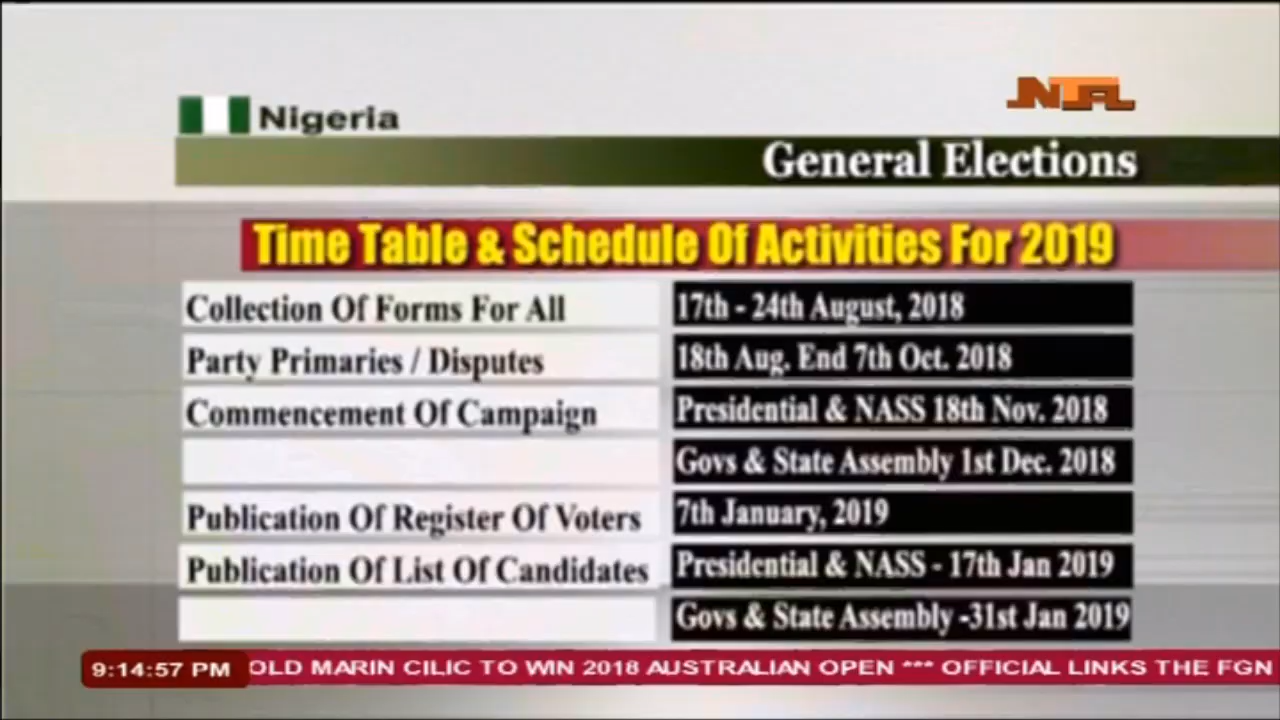 NTA
Nigeria
General Elections
Time Table & Schedule Of Activities For 2019
Collection Of Forms For All 17th - 24th August, 2018
Party Primaries / Disputes 18th Aug. End 7th Oct. 2018
Commencement Of Campaign Presidential & NASS 18th Nov. 2018
Govs & State Assembly 1st Dec. 2018
Publication Of Register Of Voters 7th January, 2019
Publication Of List Of Candidates Presidential & NASS - 17th Jan 2019
Govs & State Assembly -31st Jan 2019
9:14:57 PM OLD MARIN CILIC TO WIN 2018 AUSTRALIAN OPEN *** OFFICIAL LINKS THE FGN